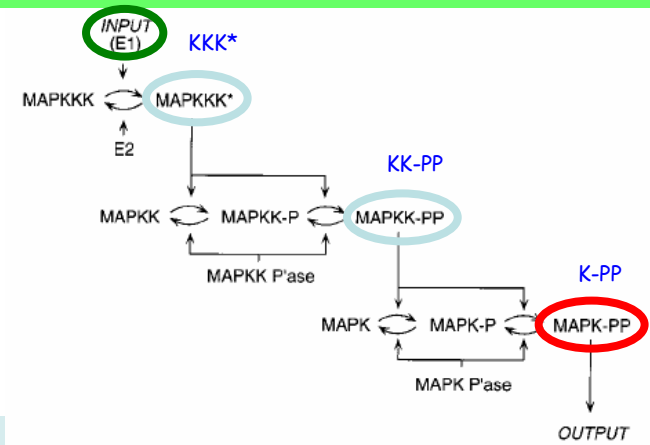 INPUT
(E1)
KKK*
MAPKKK
MAPKKK*
E2
KK-PP
MAPKK
MAPKK-P
MAPKK-PP
MAPKK P'ase
K-PP
MAPK
MAPK-P
MAPK-PP
MAPK P'ase
OUTPUT